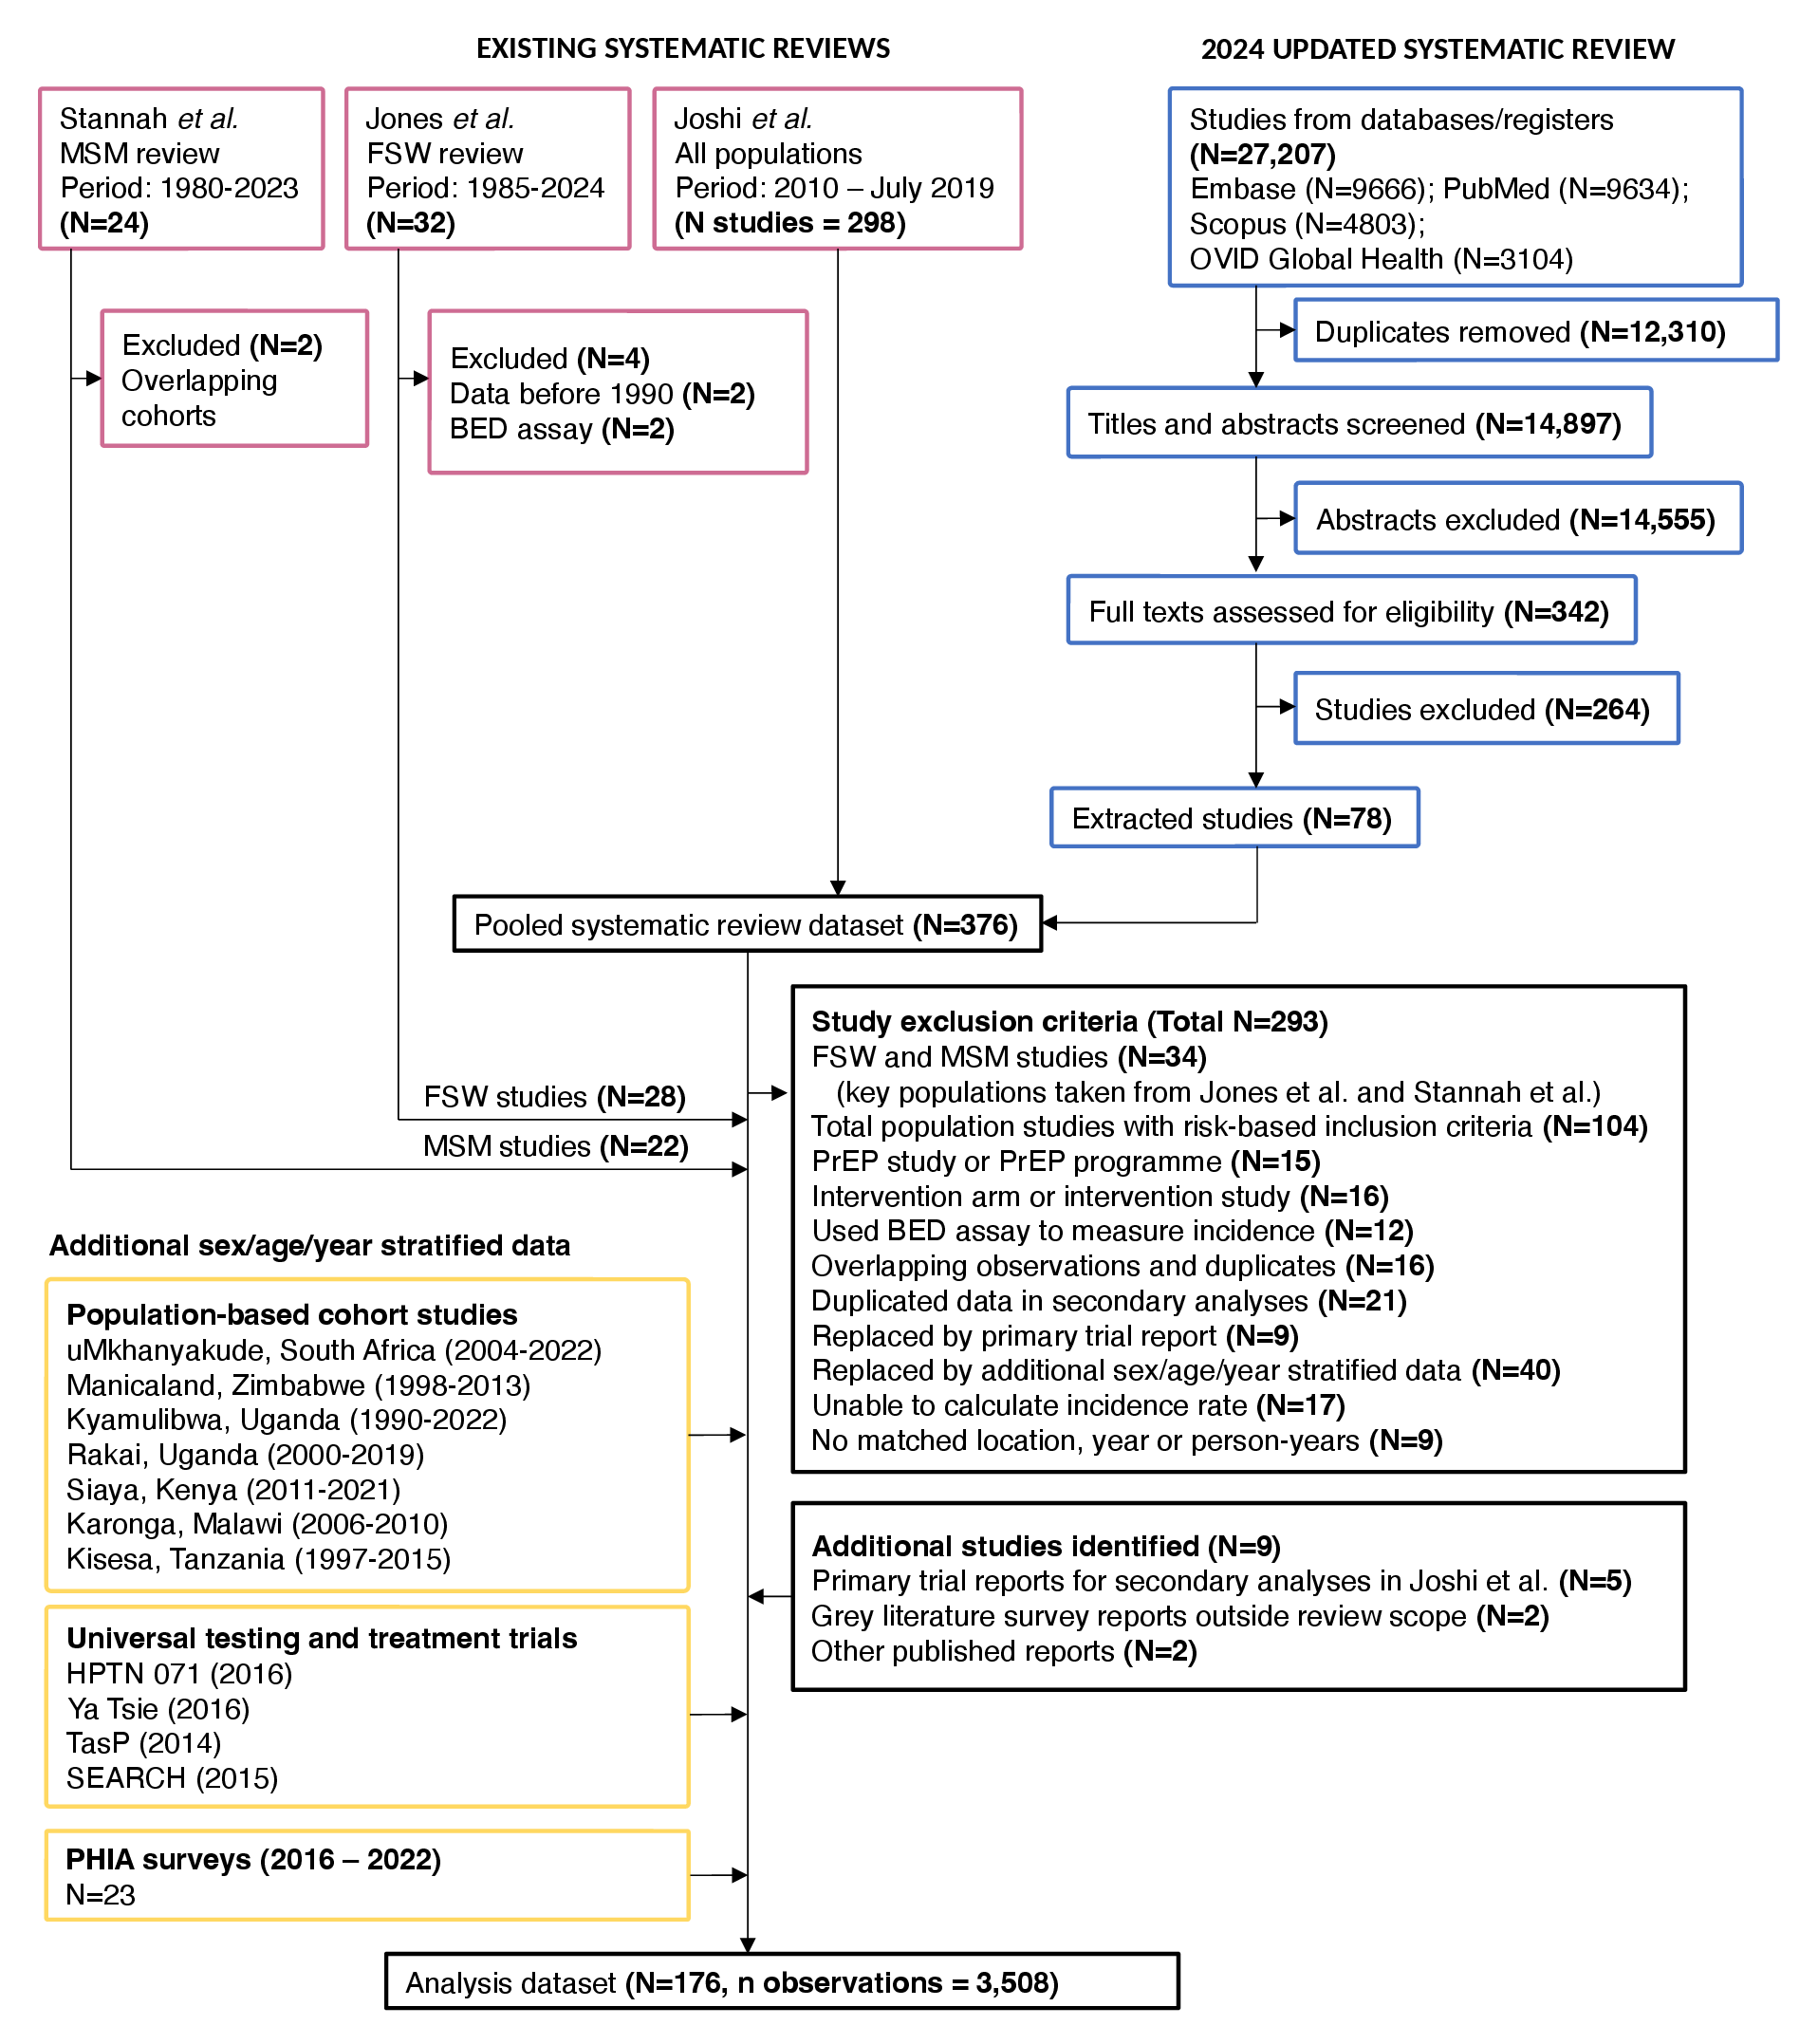 EXISTING SYSTEMATIC REVIEWS
2024 UPDATED SYSTEMATIC REVIEW
Stannah et al.
MSM review
Period: 1980-2023
(N=24)
Jones et al.
FSW review
Period: 1985-2024
(N=32)
Joshi et al.
All populations
Period: 2010 – July 2019
(N studies = 298)
Studies from databases/registers
(N=27,207)
Embase (N=9666); PubMed (N=9634);
Scopus (N=4803);
OVID Global Health (N=3104)
Excluded (N=2)
Overlapping
cohorts
Excluded (N=4)
Data before 1990 (N=2)
BED assay (N=2)
Duplicates removed (N=12,310)
Titles and abstracts screened (N=14,897)
Abstracts excluded (N=14,555)
Full texts assessed for eligibility (N=342)
Studies excluded (N=264)
Extracted studies (N=78)
Pooled systematic review dataset (N=376)
Study exclusion criteria (Total N=293)
FSW and MSM studies (N=34)
(key populations taken from Jones et al. and Stannah et al.)
Total population studies with risk-based inclusion criteria (N=104)
PrEP study or PrEP programme (N=15)
Intervention arm or intervention study (N=16)
Used BED assay to measure incidence (N=12)
Overlapping observations and duplicates (N=16)
Duplicated data in secondary analyses (N=21)
Replaced by primary trial report (N=9)
Replaced by additional sex/age/year stratified data (N=40)
Unable to calculate incidence rate (N=17)
No matched location, year or person-years (N=9)
FSW studies (N=28)
MSM studies (N=22)
Additional sex/age/year stratified data
Population-based cohort studies
uMkhanyakude, South Africa (2004-2022)
Manicaland, Zimbabwe (1998-2013)
Kyamulibwa, Uganda (1990-2022)
Rakai, Uganda (2000-2019)
Siaya, Kenya (2011-2021)
Karonga, Malawi (2006-2010)
Kisesa, Tanzania (1997-2015)
Additional studies identified (N=9)
Primary trial reports for secondary analyses in Joshi et al. (N=5)
Grey literature survey reports outside review scope (N=2)
Other published reports (N=2)
Universal testing and treatment trials
HPTN 071 (2016)
Ya Tsie (2016)
TasP (2014)
SEARCH (2015)
PHIA surveys (2016 – 2022)
N=23
Analysis dataset (N=176, n observations = 3,508)